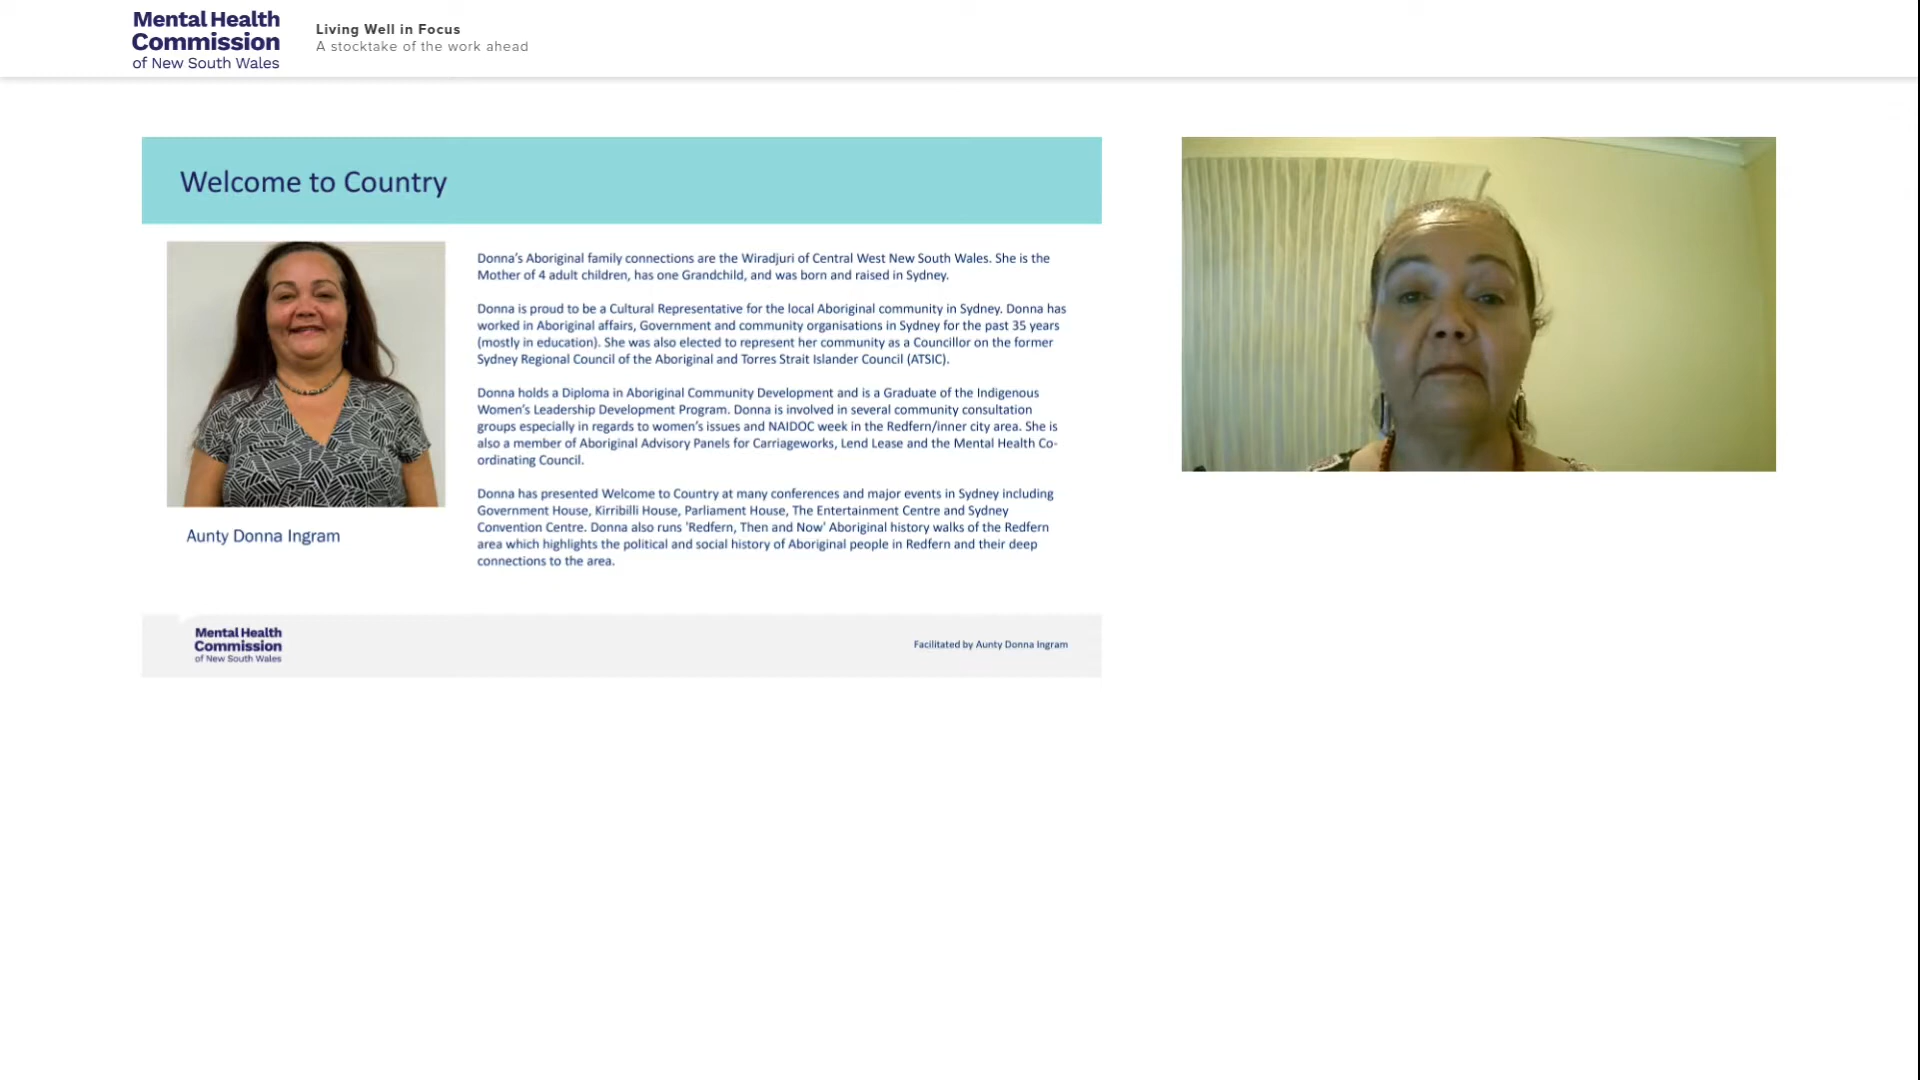 Mental Health
Commission
of New South Wales
Living Well in Focus
A stocktake of the work ahead
Welcome to Country
Donna's Aboriginal family connections are the Wiradjuri of Central West New South Wales. She is the
Mother of 4 adult children, has one Grandchild, and was born and raised in Sydney.
Donna is proud to be a Cultural Representative for the local Aboriginal community in Sydney. Donna has
worked in Aboriginal affairs, Government and community organisations in Sydney for the past 35 years
(mostly in education). She was also elected to represent her community as a Councillor on the former
Sydney Regional Council of the Aboriginal and Torres Strait Islander Council (ATSIC).
Donna holds a Diploma in Aboriginal Community Development and is a Graduate of the Indigenous
Women's Leadership Development Program. Donna is involved in several community consultation
groups especially in regards to women's issues and NAIDOC week in the Redfern/inner city area. She is
also a member of Aboriginal Advisory Panels for Carriageworks, Lend Lease and the Mental Health Co-
ordinating Council.
Donna has presented Welcome to Country at many conferences and major events in Sydney including
Government House, Kirribilli House, Parliament House, The Entertainment Centre and Sydney
Convention Centre. Donna also runs 'Redfern, Then and Now' Aboriginal history walks of the Redfern
area which highlights the political and social history of Aboriginal people in Redfern and their deep
connections to the area.
Aunty Donna Ingram
Mental Health
Commission
of New South Wales
Facilitated by Aunty Donna Ingram